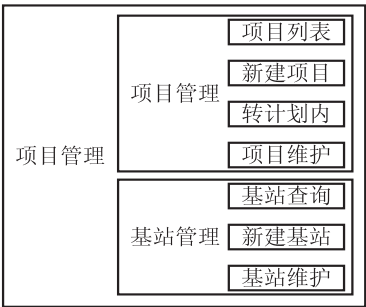 项目管理
项目管理
项目列表
新建项目
转计划内
项目维护
基站管理
基站查询
新建基站
基站维护